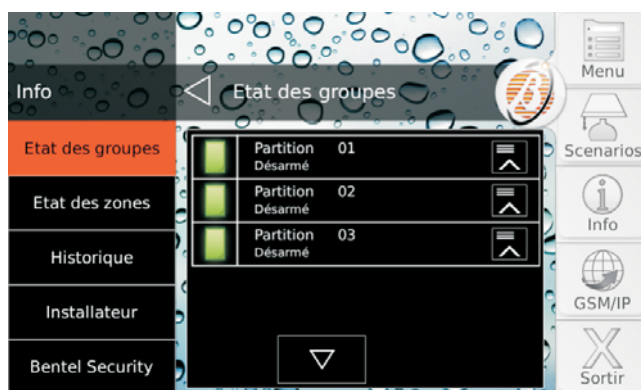 Info
Etat des groupes
Etat des zones
Historique
Installateur
Bentel Security
Etat des groupes
Partition 01
Désarmé
Partition 02
Désarmé
Partition 03
Désarmé
Menu
Scenarios
Info
GSM/IP
Sortir